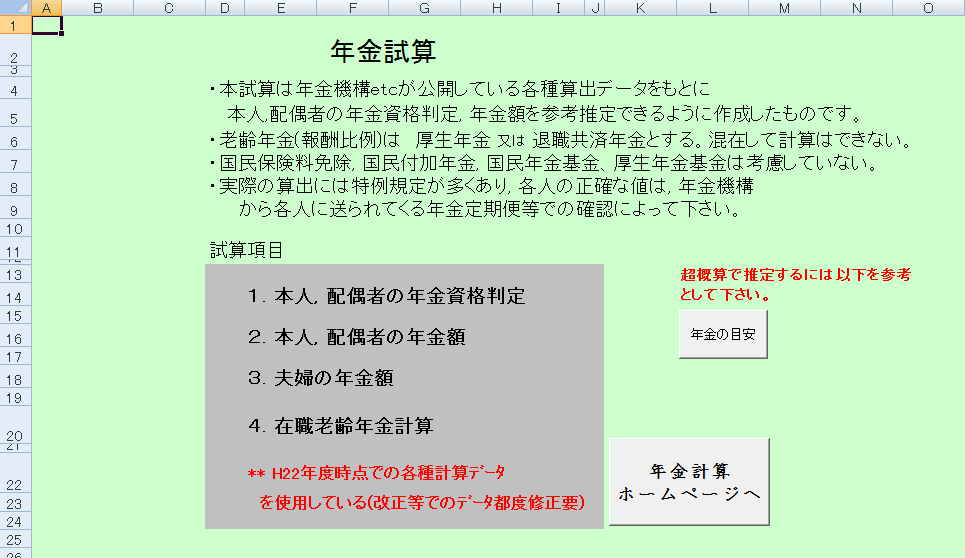 A B C D E F G H I J K L M N O
1
2
3
4
5
6
7
8
9
10
11
13
14
15
16
17
18
19
20
21
22
23
24
25
26
年金試算
・本試算は年金機構etcが公開している各種算出データをもとに
本人,配偶者の年金資格判定, 年金額を参考推定できるように作成したものです。
・老齢年金(報酬比例)は 厚生年金 又は 退職共済年金とする。混在して計算はできない。
・国民保険料免除, 国民付加年金, 国民年金基金、厚生年金基金は考慮していない。
・実際の算出には特例規定が多くあり, 各人の正確な値は, 年金機構
から各人に送られてくる年金定期便等での確認によって下さい。
試算項目
1. 本人, 配偶者の年金資格判定
2. 本人, 配偶者の年金額
3. 夫婦の年金額
4. 在職老齢年金計算
** H22年度時点での各種計算データ
を使用している(改正等でのデータ都度修正要)
超概算で推定するには以下を参考
として下さい。
年金の目安
年金計算
ホームページへ